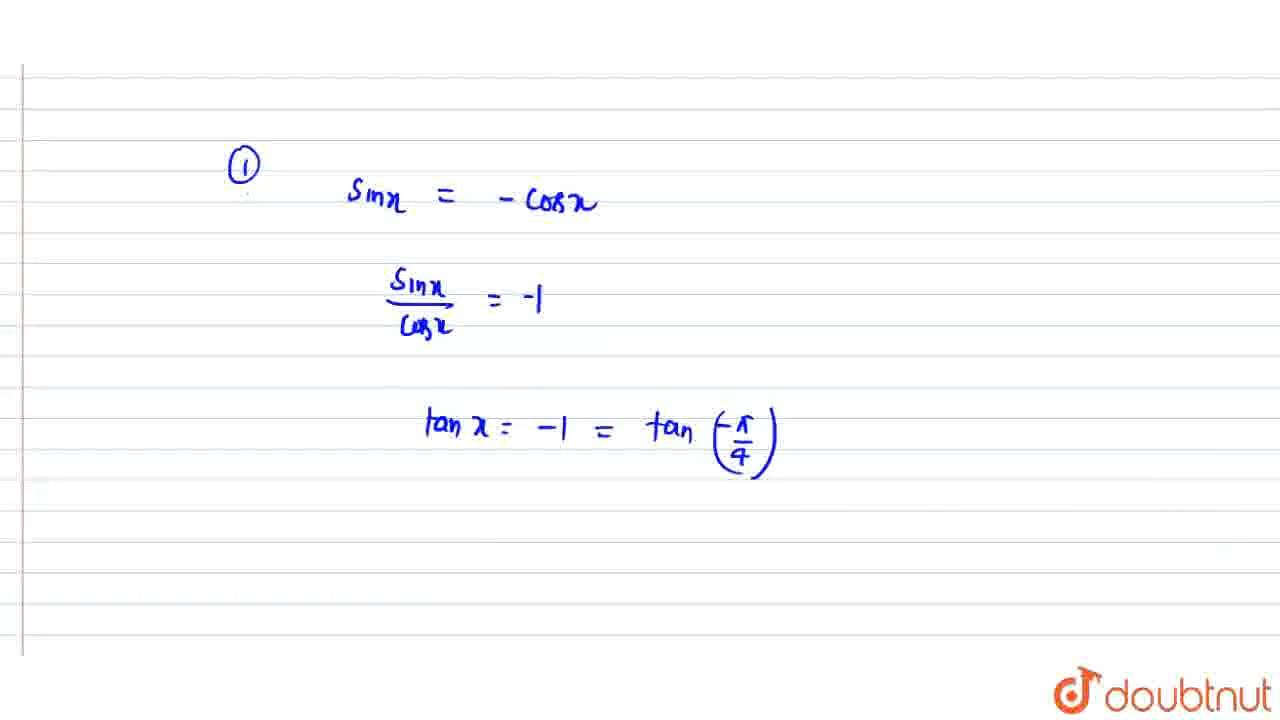 ①
sinx = - cosx
sinx/cosx = -1
tan x = -1 = tan (-π/4)
doubtnut